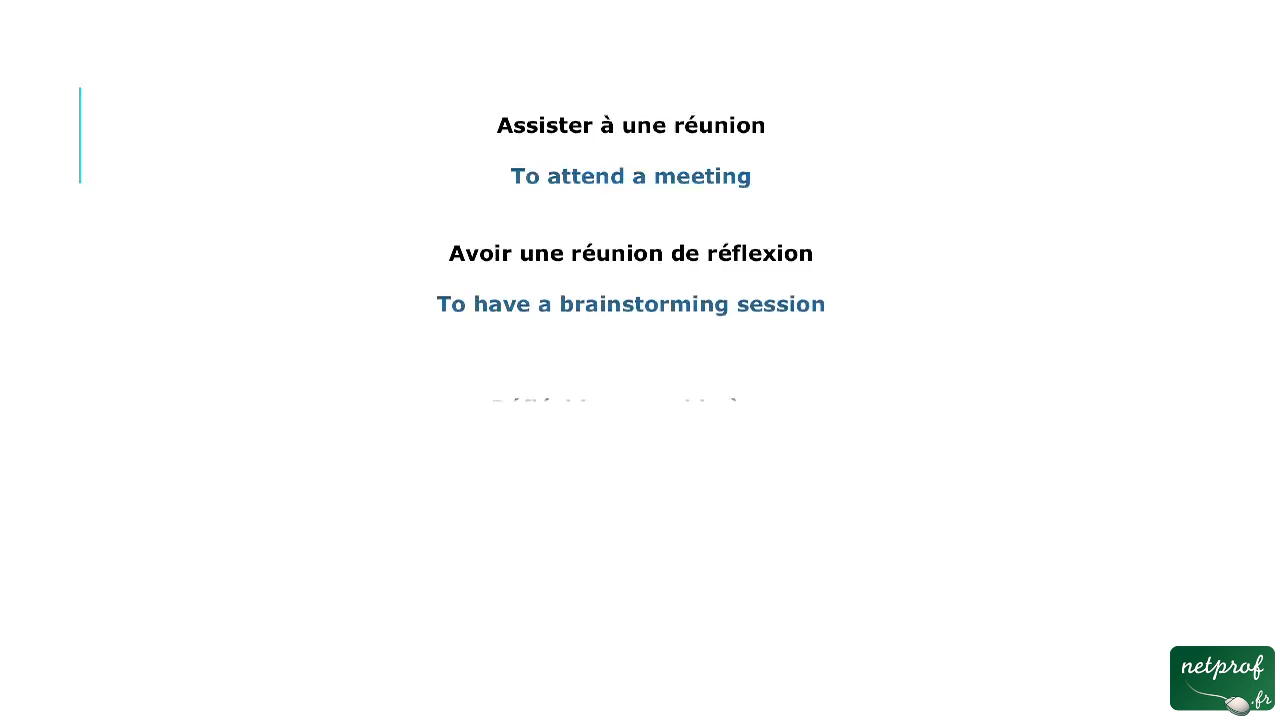 Assister à une réunion
To attend a meeting
Avoir une réunion de réflexion
To have a brainstorming session
netprof
.fr